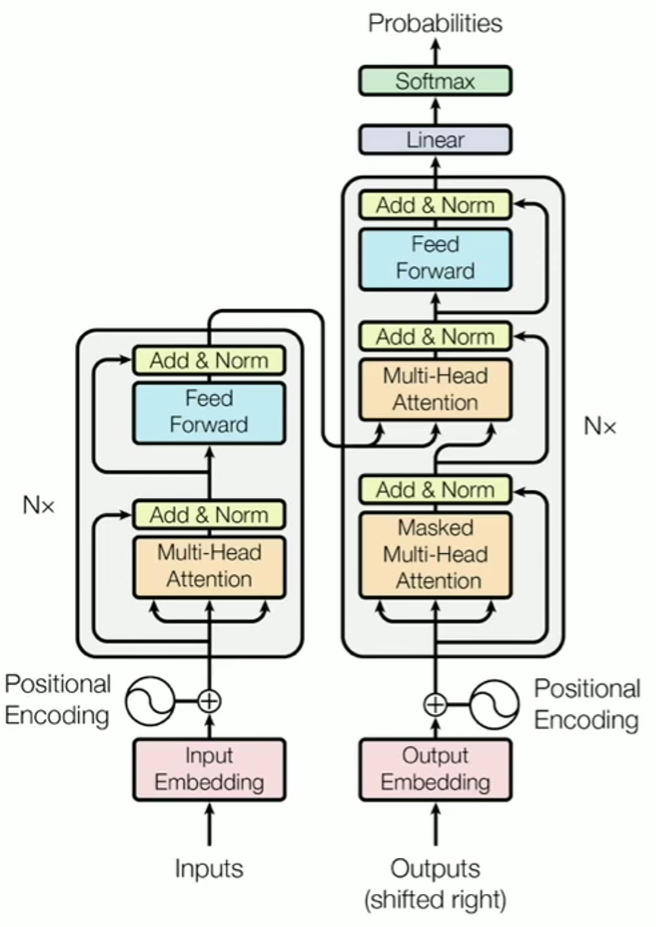 Probabilities
Softmax
Linear
Add & Norm
Feed
Forward
Add & Norm
Multi-Head
Attention
Nx
Add & Norm
Masked
Multi-Head
Attention
Add & Norm
Feed
Forward
Nx
Add & Norm
Multi-Head
Attention
Positional
Encoding
Positional
Encoding
Input
Embedding
Output
Embedding
Inputs
Outputs
(shifted right)